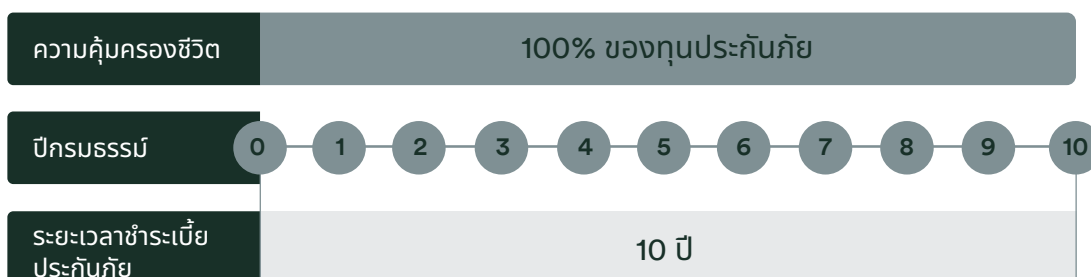 ความคุ้มครองชีวิต
100% ของทุนประกันภัย
ปีกรมธรรม์
0 1 2 3 4 5 6 7 8 9 10
ระยะเวลาชำระเบี้ย
ประกันภัย
10 ปี